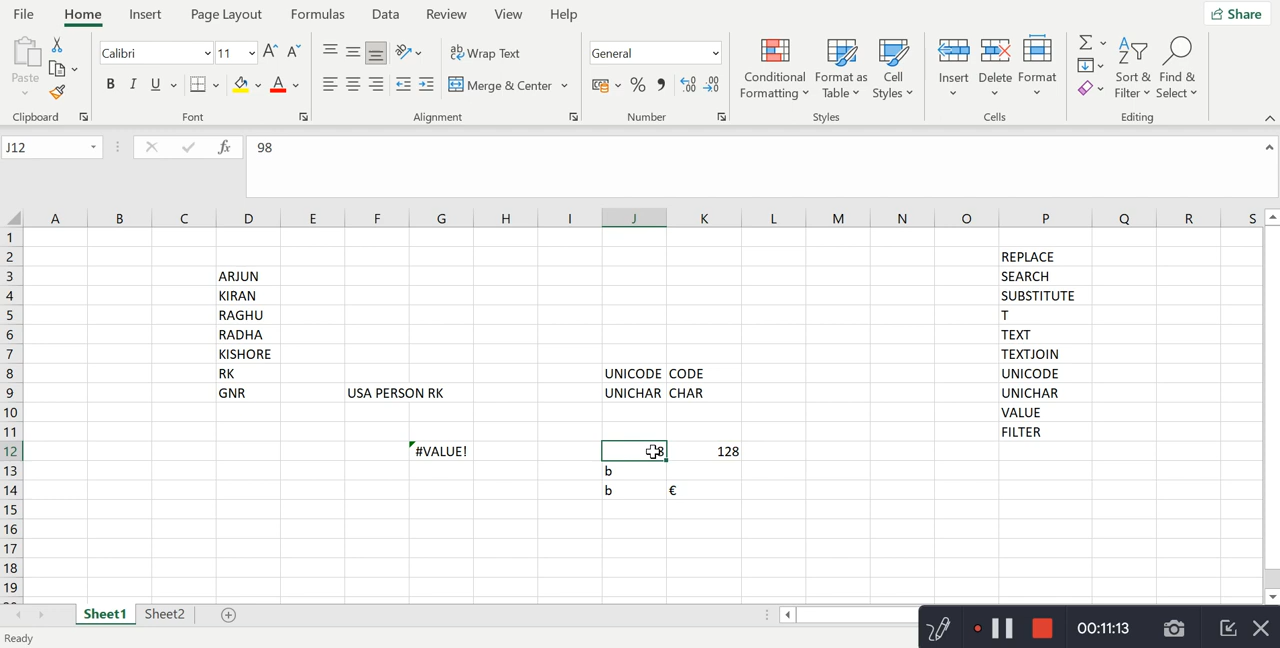 File Home Insert Page Layout Formulas Data Review View Help Share
Paste
Calibri 11
B I U
Wrap Text
Merge & Center
General
Conditional Formatting
Format as Table
Cell Styles
Insert Delete Format
Sort & Filter
Find & Select
Clipboard Font Alignment Number Styles Cells Editing
J12 fx 98
A B C D E F G H I J K L M N O P Q R S
1
2 REPLACE
3 ARJUN SEARCH
4 KIRAN SUBSTITUTE
5 RAGHU T
6 RADHA TEXT
7 KISHORE TEXTJOIN
8 RK UNICODE CODE UNICODE
9 GNR USA PERSON RK UNICHAR CHAR UNICHAR
10 VALUE
11 FILTER
12 #VALUE! 8 128
13 b
14 b €
15
16
17
18
19
Sheet1 Sheet2
Ready
00:11:13